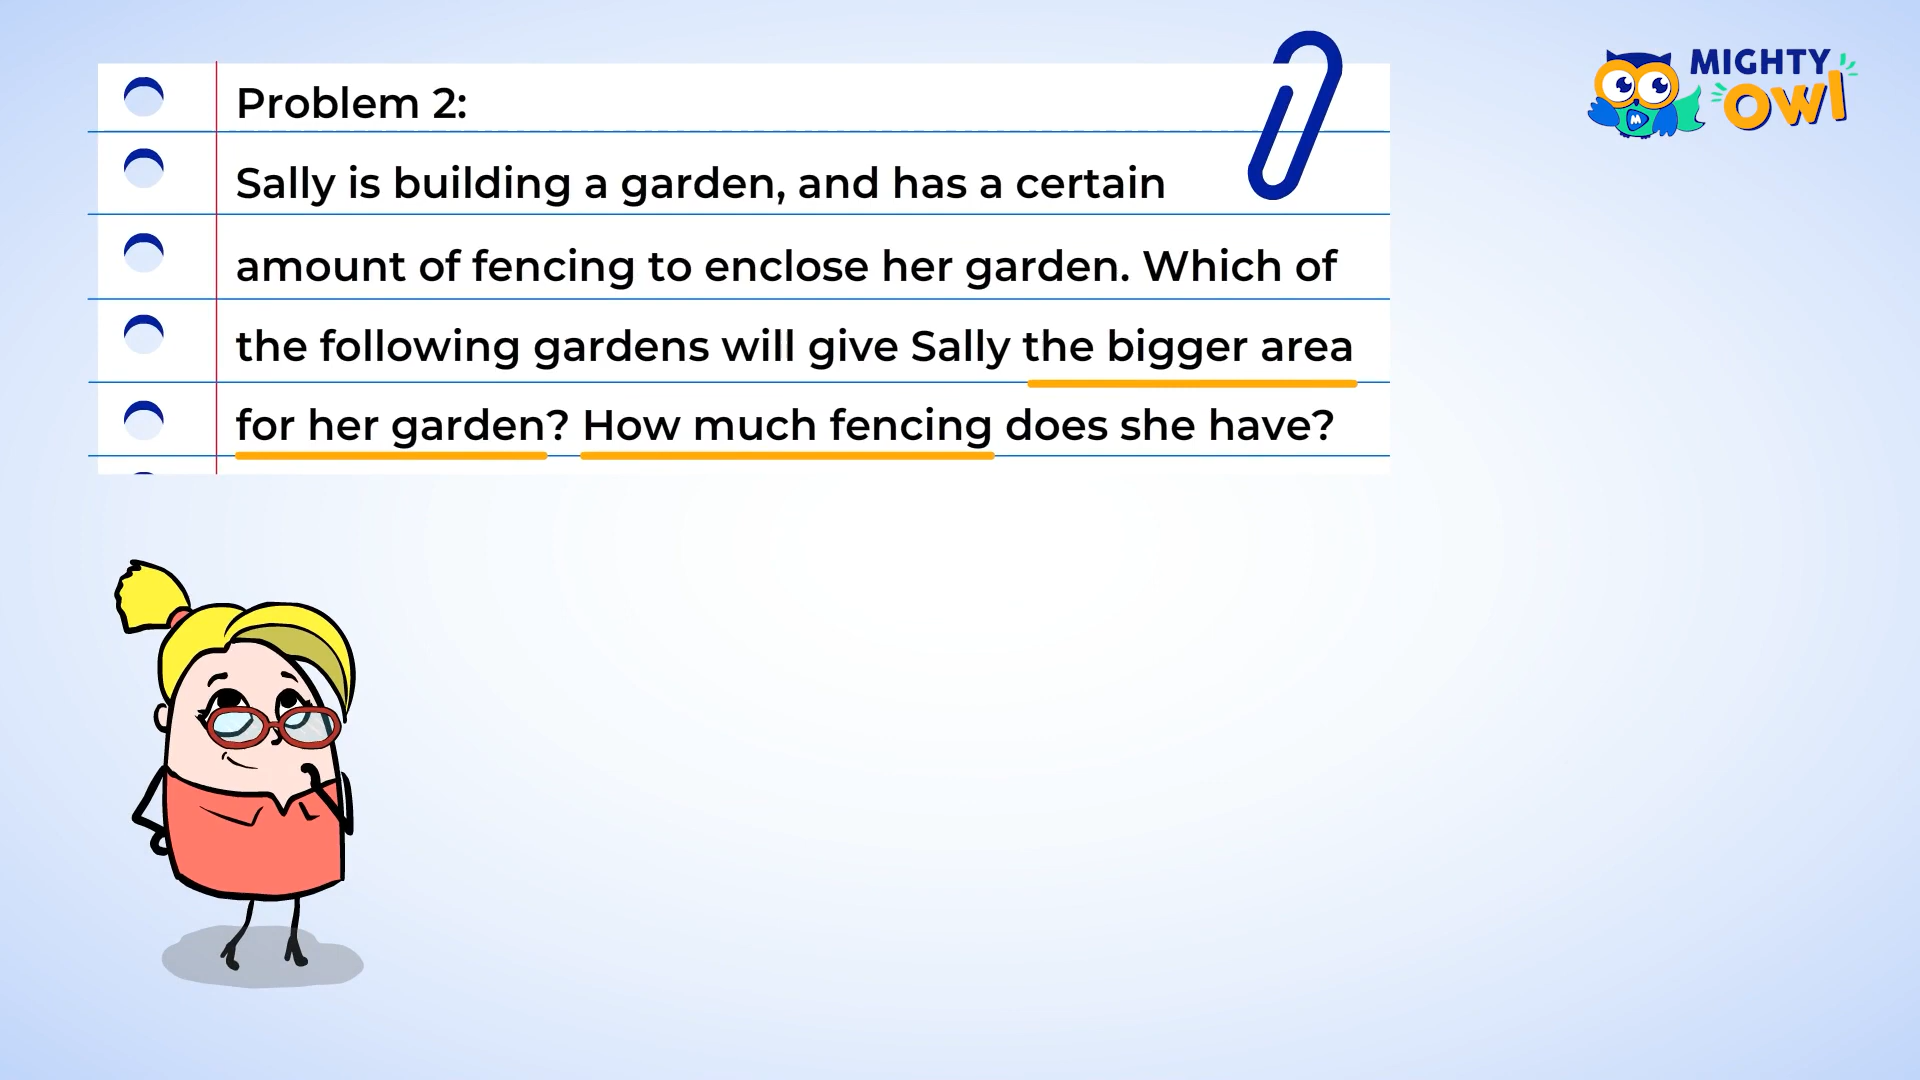 Problem 2:
Sally is building a garden, and has a certain
amount of fencing to enclose her garden. Which of
the following gardens will give Sally the bigger area
for her garden? How much fencing does she have?
MIGHTY
OWL
M